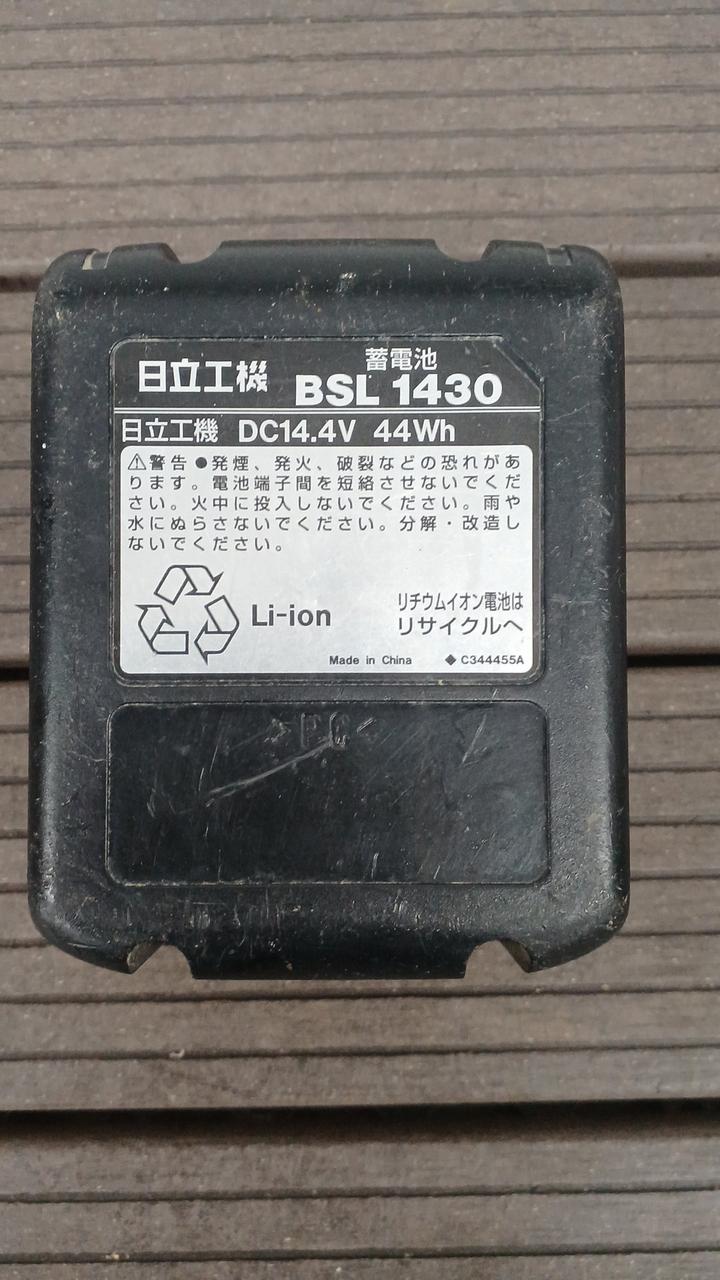 日立工機
蓄電池
BSL 1430
日立工機 DC14.4V 44Wh
⚠警告●発煙、発火、破裂などの恐れがあ
ります。電池端子間を短絡させないでくだ
さい。火中に投入しないでください。雨や
水にぬらさないでください。分解・改造し
ないでください。
Li-ion
リチウムイオン電池は
リサイクルへ
Made in China ◆C344455A
>PC<